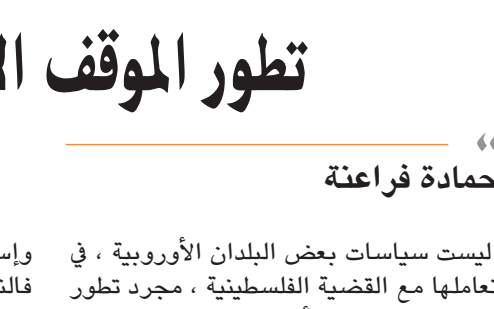 تطور الموقف
حمادة فراعنة
ليست سياسات بعض البلدان الأوروبية ، في
تعاملها مع القضية الفلسطينية ، مجرد تطور